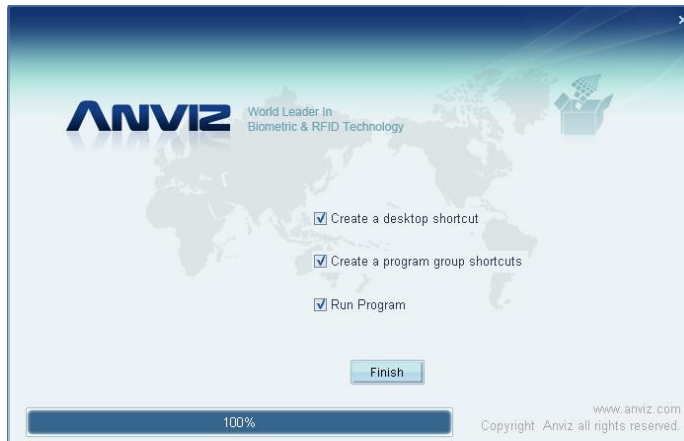 ANVIZ
World Leader In
Biometric & RFID Technology
Create a desktop shortcut
Create a program group shortcuts
Run Program
Finish
100%
www.anviz.com
Copyright Anviz all rights reserved.